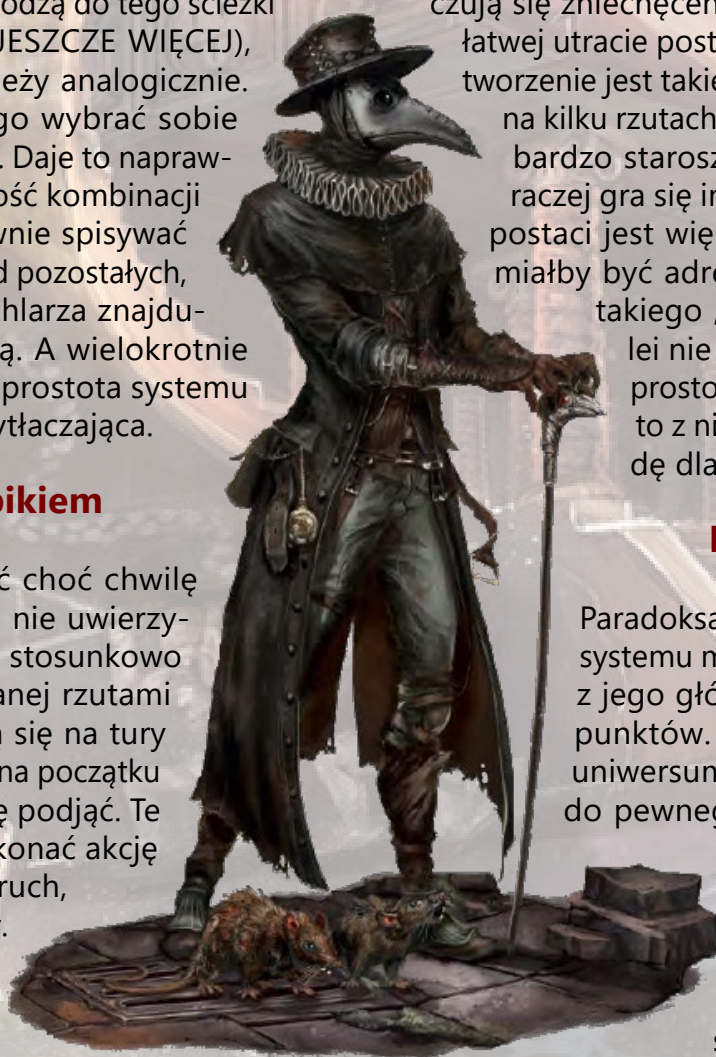 odzą do tego ścieżki
JESZCZE WIĘCEJ),
eży analogicznie.
go wybrać sobie
. Daje to napraw-
ość kombinacji
wnie spisywać
d pozostałych,
chlarza znajdu-
ą. A wielokrotnie
prostota systemu
ytłaczająca.
pikiem
ć choć chwilę
nie uwierzy-
stosunkowo
anej rzutami
się na tury
na początku
ę podjąć. Te
konać akcję
ruch,
.
czują się zniechęcen
łatwej utracie post
tworzenie jest takie
na kilku rzutach
bardzo starosz
raczej gra się in
postaci jest wię
miałby być adre
takiego
lei nie
prosto
to z ni
dę dla
Paradoksa
systemu m
z jego głó
punktów.
uniwersun
do pewneg